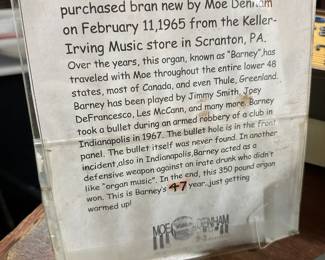 purchased bran new by Moe Denham
on February 11,1965 from the Keller-
Irving Music store in Scranton, PA.
Over the years, this organ, known as "Barney",has
traveled with Moe throughout the entire lower 48
states, most of Canada, and even Thule, Greenland.
Barney has been played by Jimmy Smith, Joey
DeFrancesco, Les McCann, and many more. Barney
took a bullet during an armed robbery of a club in
Indianapolis in 1967. The bullet hole is in the front
panel. The bullet itself was never found. In another
incident,also in Indianapolis,Barney acted as a
defensive weapon against an irate drunk who didn't
like "organ music". In the end, this 350 pound organ
won. This is Barney's 47 year..just getting
warmed up!
MOE DENHAM